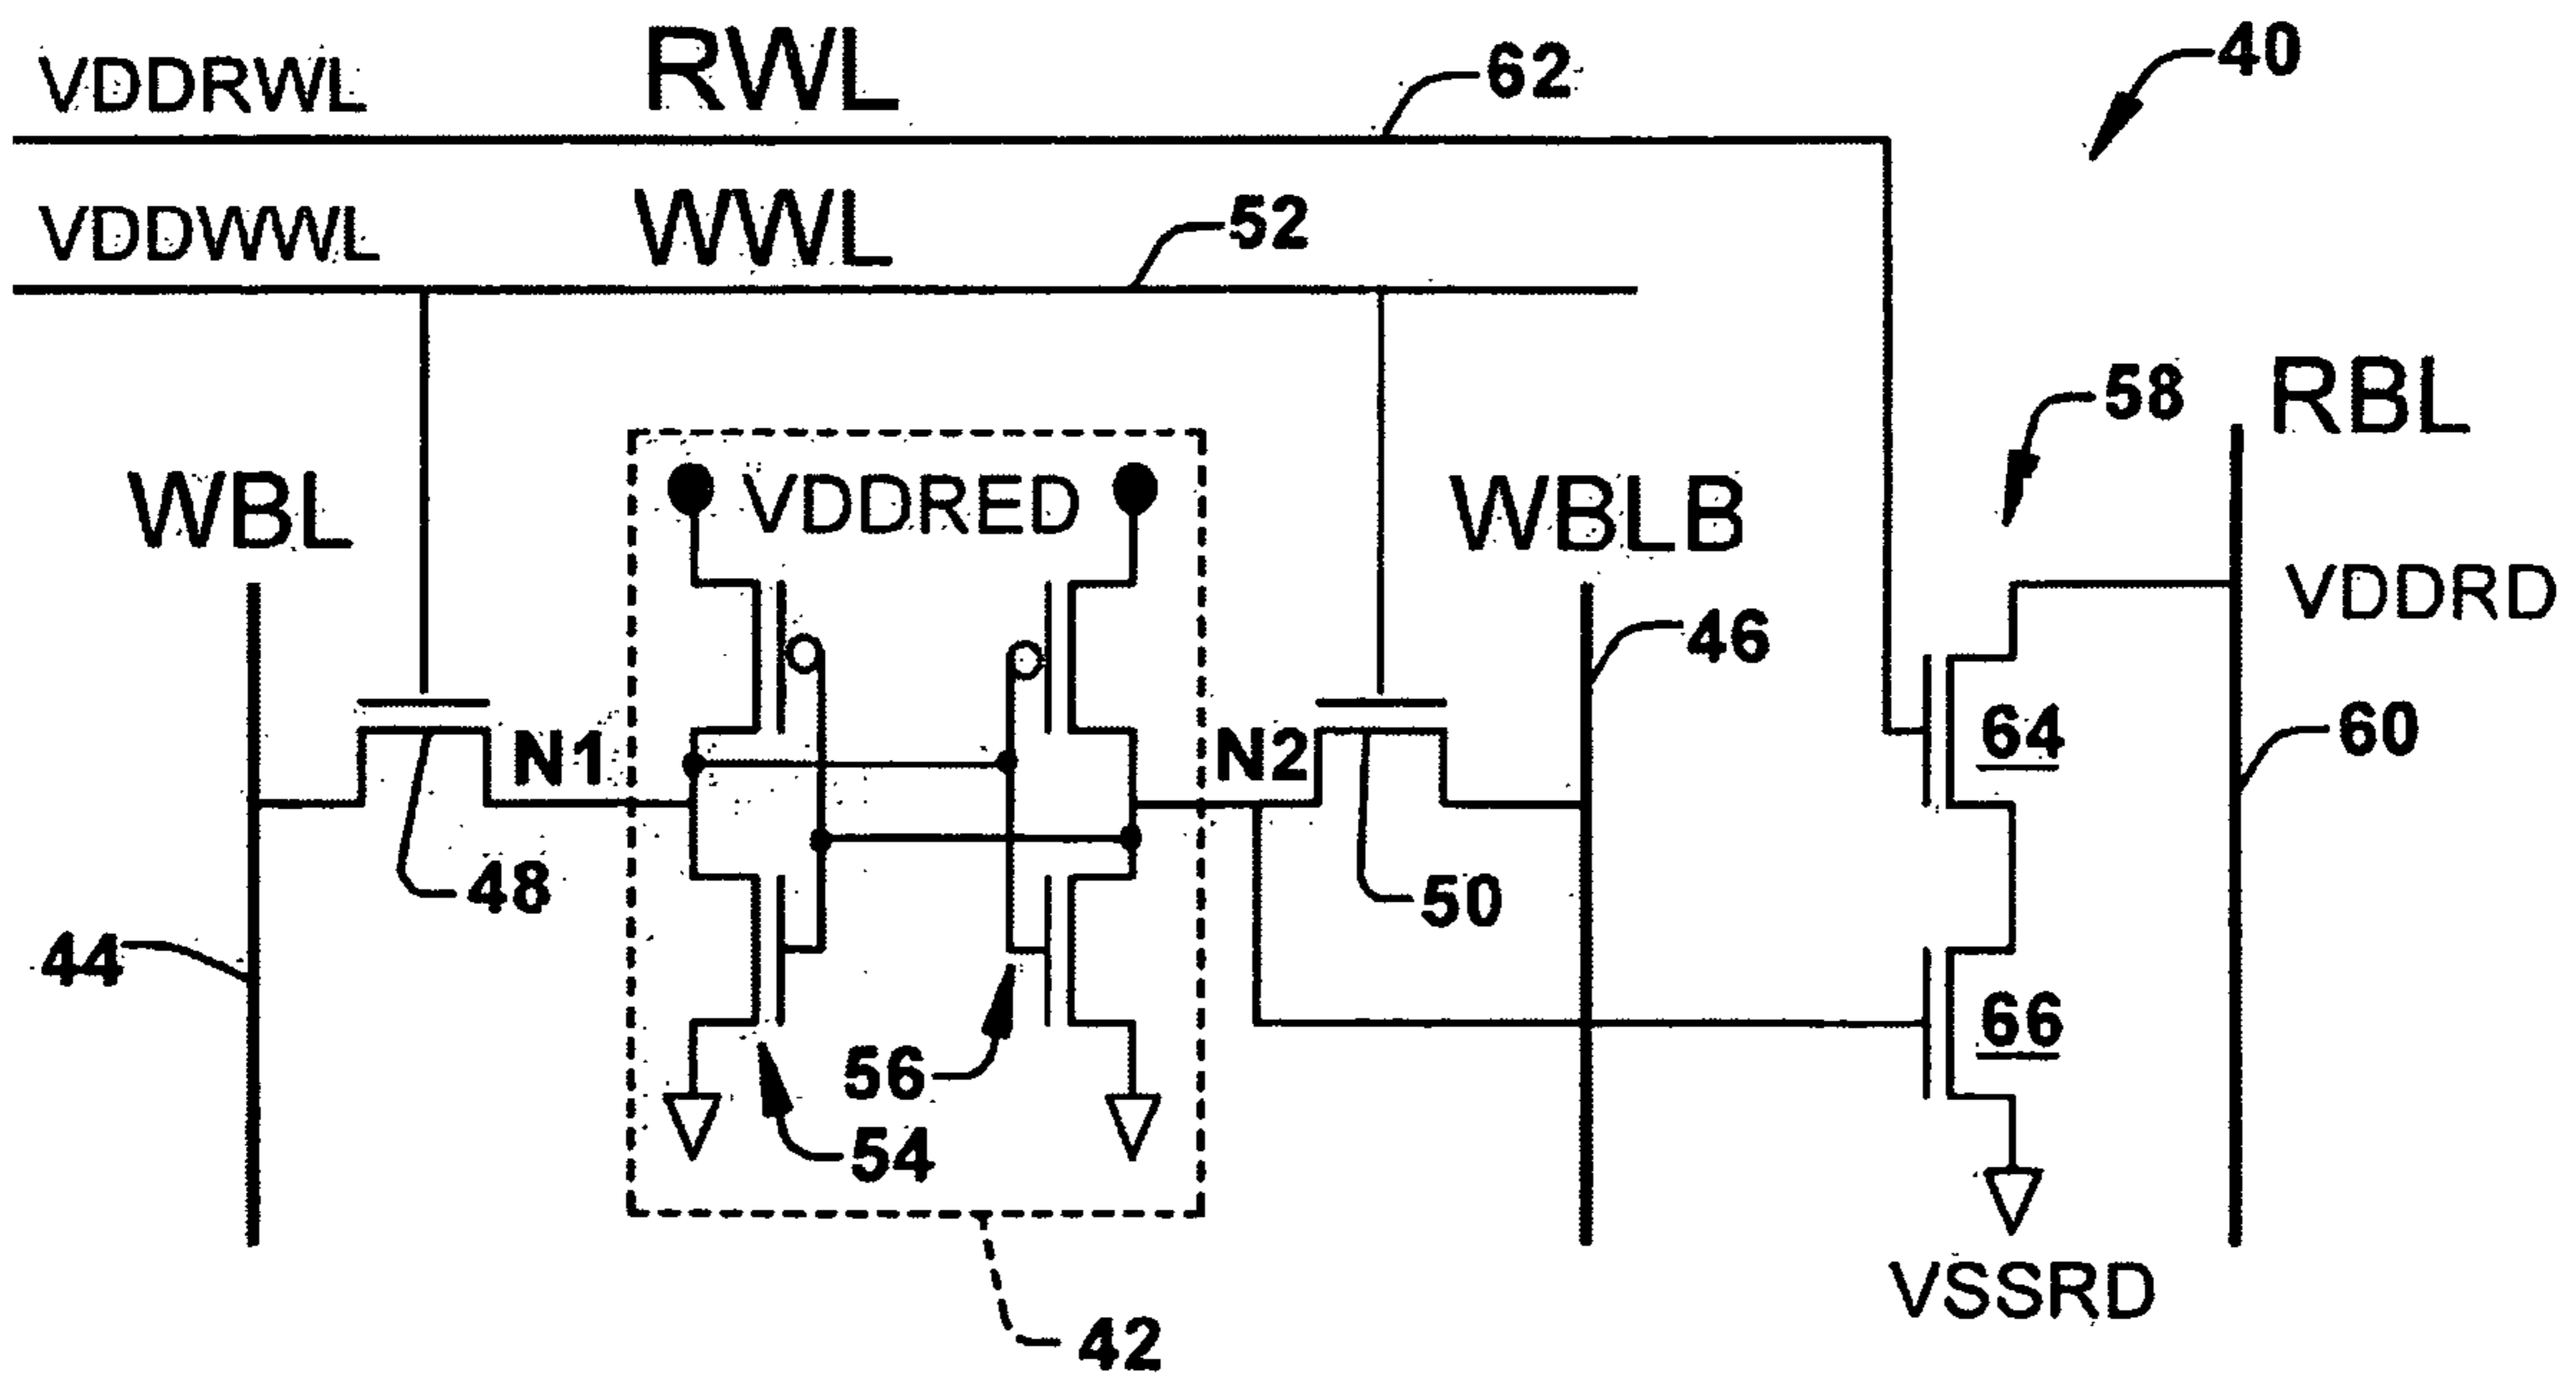 VDDRWL RWL 62 40
VDDWWL WWL 52
58 RBL
WBL VDDRED WBLB
VDDRD
46
N1 N2 64 60
48 50
44
56 66
54
VSSRD
42